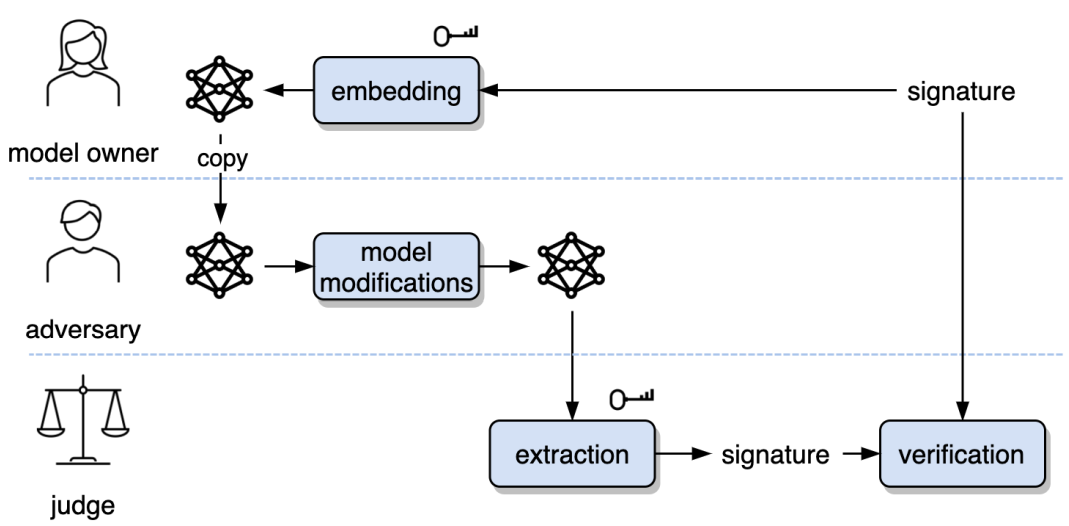 embedding
signature
model owner
copy
model
modifications
adversary
extraction
signature
verification
judge